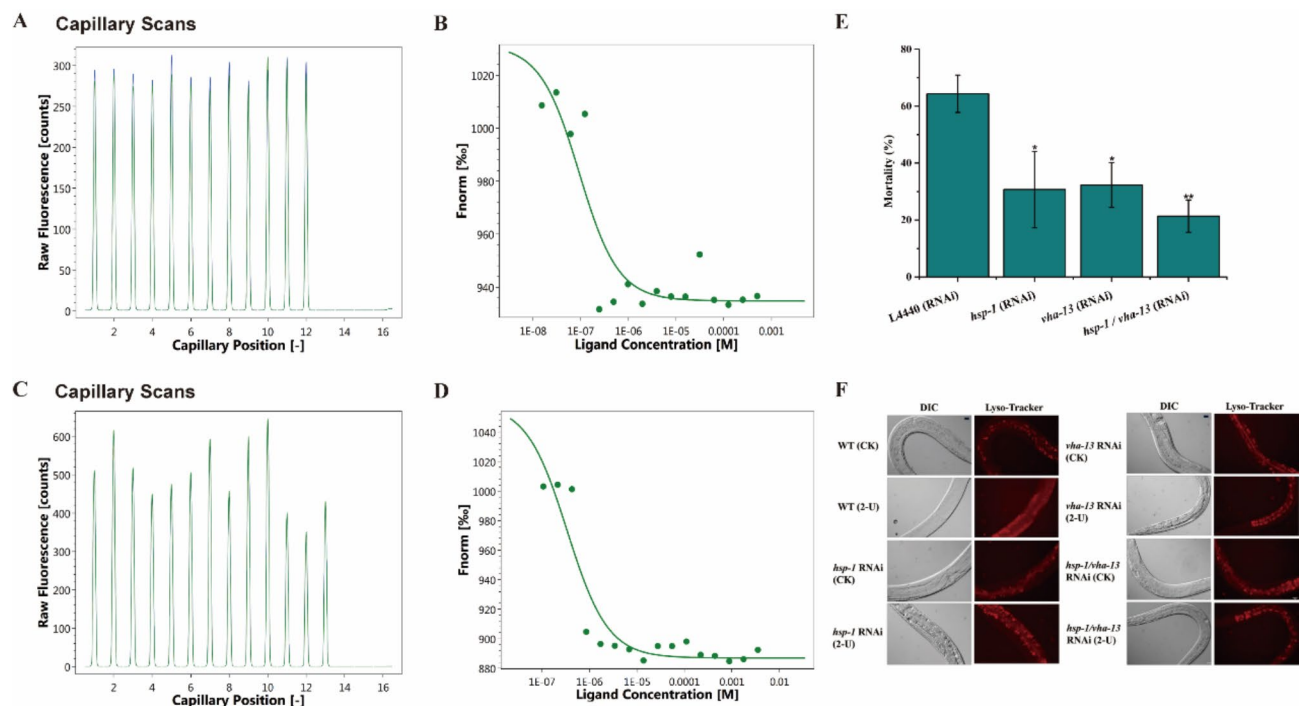 A
Capillary Scans
Raw Fluorescence [counts]
300
250
200
150
100
50
0
2 4 6 8 10 12 14 16
Capillary Position [-]
B
Fnorm [‰]
1020
1000
980
960
940
1E-08 1E-07 1E-06 1E-05 0.0001 0.001
Ligand Concentration [M]
E
Mortality (%)
80
60
40
20
0
* * **
L4440 (RNAi) hsp-1 (RNAi) vha-13 (RNAi) hsp-1 / vha-13 (RNAi)
C
Capillary Scans
Raw Fluorescence [counts]
600
500
400
300
200
100
0
2 4 6 8 10 12 14 16
Capillary Position [-]
D
Fnorm [‰]
1040
1020
1000
980
960
940
920
900
880
1E-07 1E-06 1E-05 0.0001 0.001 0.01
Ligand Concentration [M]
F
DIC Lyso-Tracker
WT (CK)
WT (2-U)
hsp-1 RNAi
(CK)
hsp-1 RNAi
(2-U)
DIC Lyso-Tracker
vha-13 RNAi
(CK)
vha-13 RNAi
(2-U)
hsp-1/vha-13
RNAi (CK)
hsp-1/vha-13
RNAi (2-U)